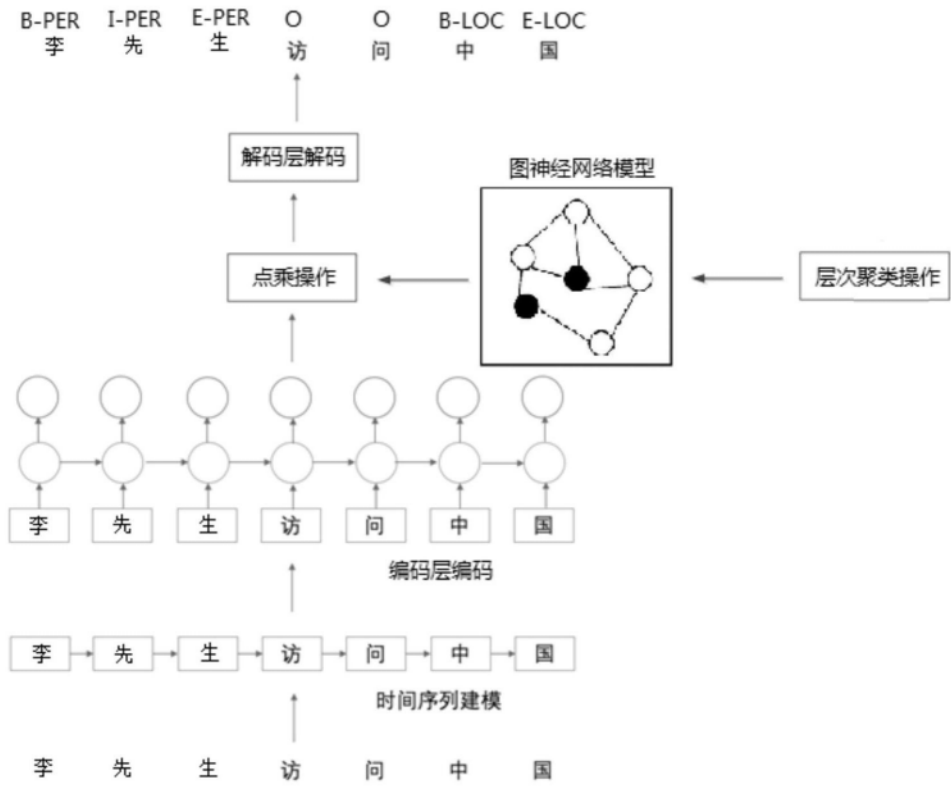 B-PER I-PER E-PER O O B-LOC E-LOC
李 先 生 访 问 中 国
解码层解码
图神经网络模型
点乘操作
层次聚类操作
李 先 生 访 问 中 国
编码层编码
李 先 生 访 问 中 国
时间序列建模
李 先 生 访 问 中 国